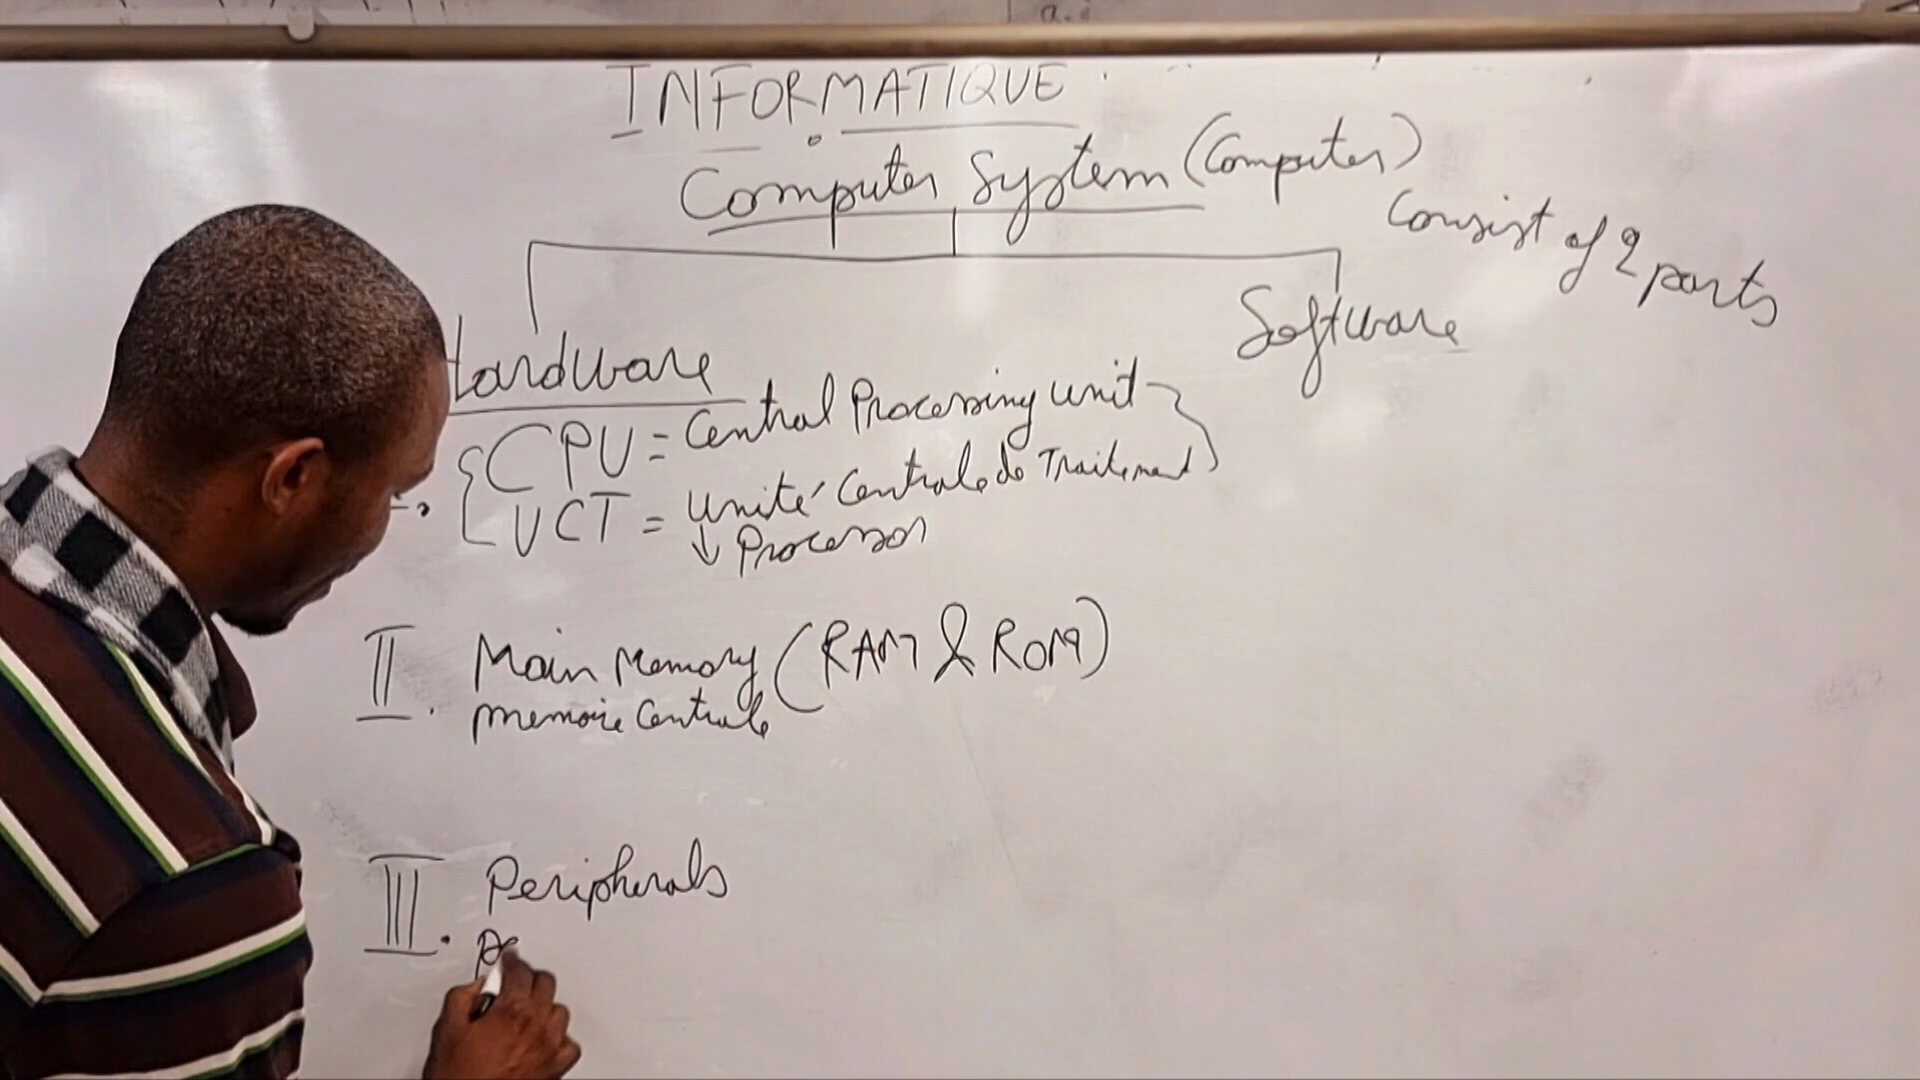 INFORMATIQUE
Computer System (Computer)
Consist of 2 parts
Hardware
Software
CPU = Central Processing unit
UCT = Unité Centrale de Traitement
↓ Processor
II. Main Memory (RAM & ROM)
Memoire Centrale
III. Peripherals